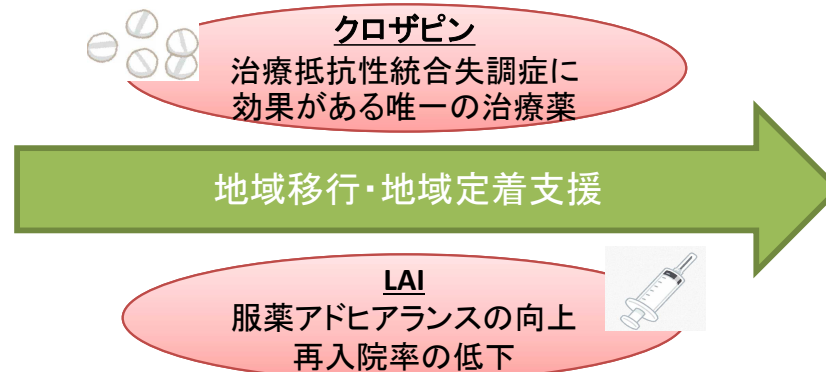 クロザピン
治療抵抗性統合失調症に
効果がある唯一の治療薬
地域移行・地域定着支援
LAI
服薬アドヒアランスの向上
再入院率の低下